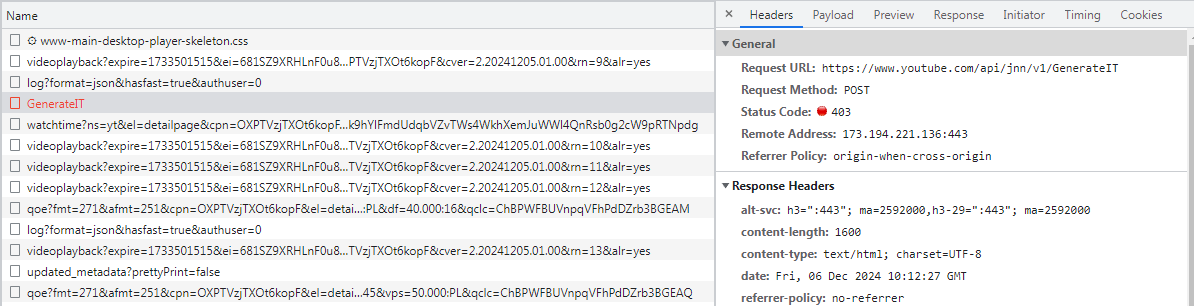 Name
www-main-desktop-player-skeleton.css
videoplayback?expire=1733501515&ei=681SZ9XRHLnF0u8...PTVzjTXOt6kopF&cver=2.20241205.01.00&rn=9&alr=yes
log?format=json&hasfast=true&authuser=0
GenerateIT
watchtime?ns=yt&el=detailpage&cpn=OXPTVzjTXOt6kopF...k9hYlFmdUdqbVZvTWs4WkhXemJuWWl4QnRsb0g2cW9pRTNpdg
videoplayback?expire=1733501515&ei=681SZ9XRHLnF0u8...TVzjTXOt6kopF&cver=2.20241205.01.00&rn=10&alr=yes
videoplayback?expire=1733501515&ei=681SZ9XRHLnF0u8...TVzjTXOt6kopF&cver=2.20241205.01.00&rn=11&alr=yes
videoplayback?expire=1733501515&ei=681SZ9XRHLnF0u8...TVzjTXOt6kopF&cver=2.20241205.01.00&rn=12&alr=yes
qoe?fmt=271&afmt=251&cpn=OXPTVzjTXOt6kopF&el=detai...:PL&df=40.000:16&qclc=ChBPWFBUVnpqVFhPdDZrb3BGEAM
log?format=json&hasfast=true&authuser=0
videoplayback?expire=1733501515&ei=681SZ9XRHLnF0u8...TVzjTXOt6kopF&cver=2.20241205.01.00&rn=13&alr=yes
updated_metadata?prettyPrint=false
qoe?fmt=271&afmt=251&cpn=OXPTVzjTXOt6kopF&el=detai...45&vps=50.000:PL&qclc=ChBPWFBUVnpqVFhPdDZrb3BGEAQ
× Headers Payload Preview Response Initiator Timing Cookies
General
Request URL: https://www.youtube.com/api/jnn/v1/GenerateIT
Request Method: POST
Status Code: 403
Remote Address: 173.194.221.136:443
Referrer Policy: origin-when-cross-origin
Response Headers
alt-svc: h3=":443"; ma=2592000,h3-29=":443"; ma=2592000
content-length: 1600
content-type: text/html; charset=UTF-8
date: Fri, 06 Dec 2024 10:12:27 GMT
referrer-policy: no-referrer